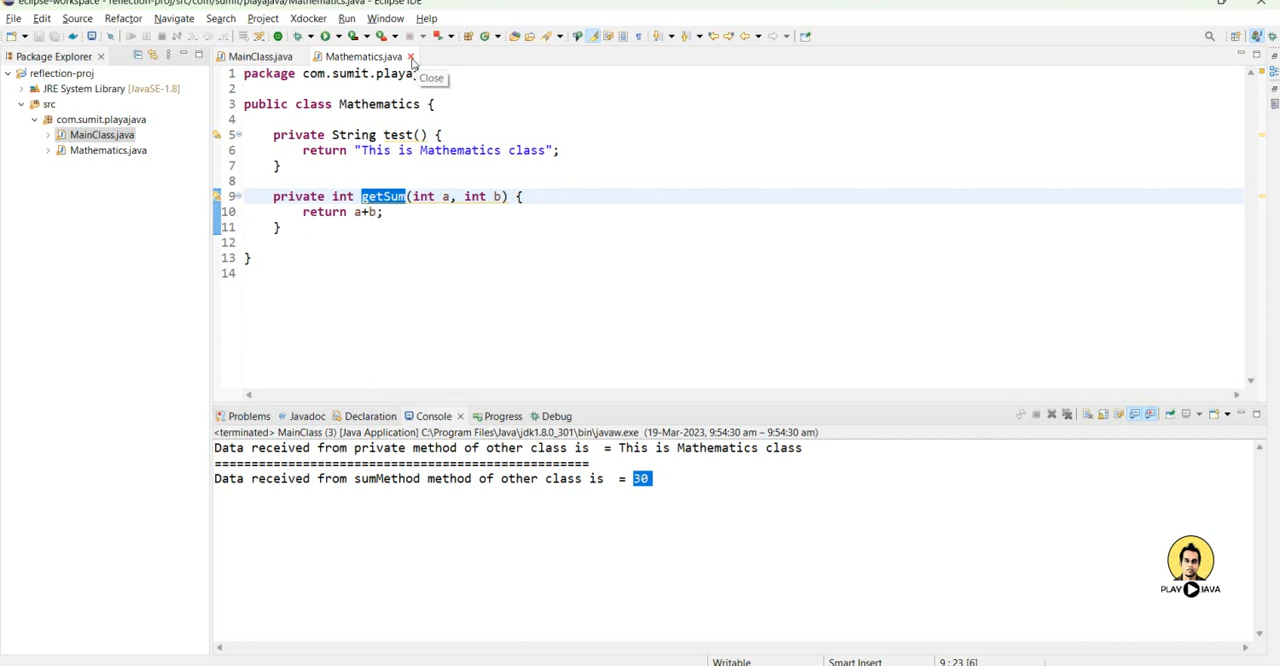 eclipse-workspace - reflection-proj/src/com/sumit/playajava/Mathematics.java - Eclipse IDE
File Edit Source Refactor Navigate Search Project Xdocker Run Window Help
Package Explorer
MainClass.java
Mathematics.java
Close
reflection-proj
JRE System Library [JavaSE-1.8]
src
com.sumit.playajava
MainClass.java
Mathematics.java
1 package com.sumit.playa
2
3 public class Mathematics {
4
5 private String test() {
6 return "This is Mathematics class";
7 }
8
9 private int getSum(int a, int b) {
10 return a+b;
11 }
12
13 }
14
Problems Javadoc Declaration Console Progress Debug
<terminated> MainClass (3) [Java Application] C:\Program Files\Java\jdk1.8.0_301\bin\javaw.exe (19-Mar-2023, 9:54:30 am – 9:54:30 am)
Data received from private method of other class is = This is Mathematics class
===================================================
Data received from sumMethod method of other class is = 30
PLAY JAVA
Writable Smart Insert 9 : 23 [6]